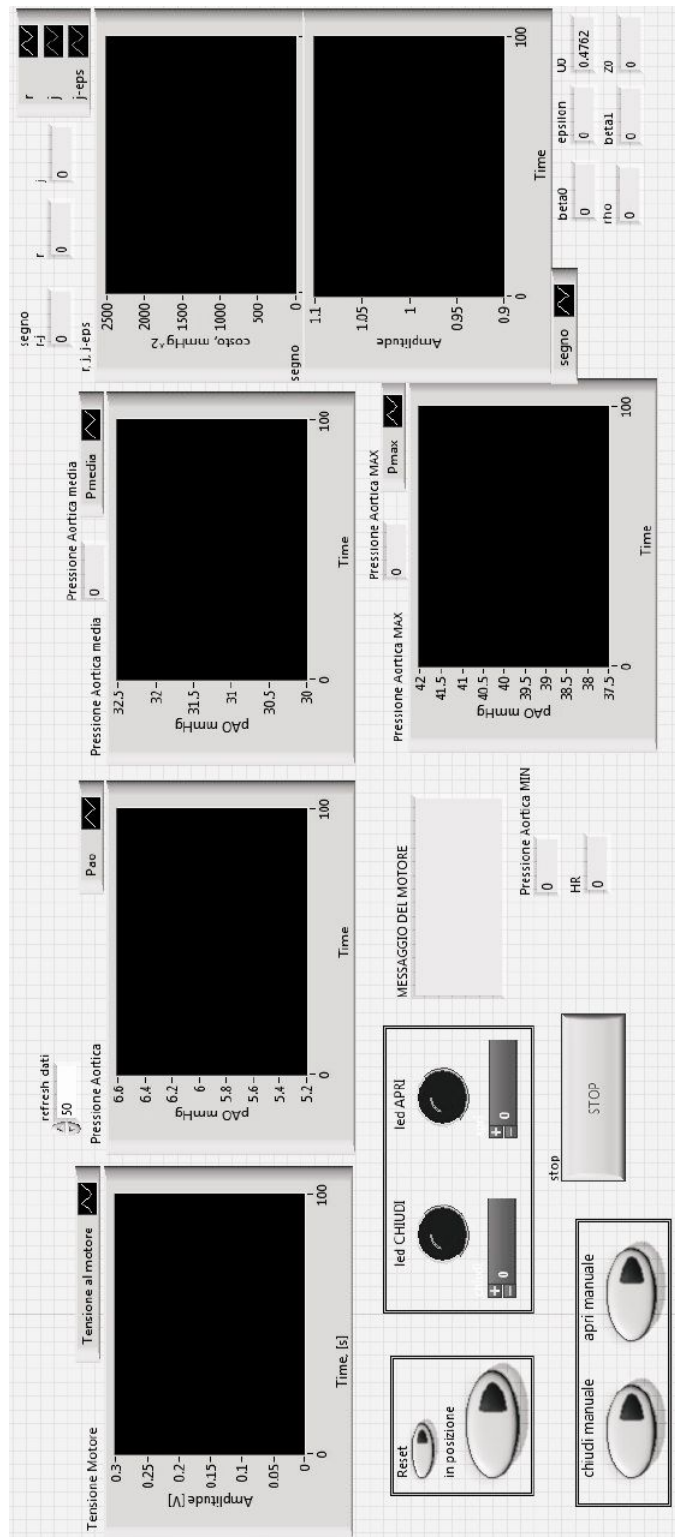 Tensione Motore
Tensione al motore
Amplitude [V]
0.3
0.25
0.2
0.15
0.1
0.05
0
0
100
Time, [s]
refresh dati
50
Pressione Aortica
Pao
pAO mmHg
6.6
6.4
6.2
6
5.8
5.6
5.4
5.2
0
100
Time
Pressione Aortica media
Pressione Aortica media
0
Pmedia
pAO mmHg
32.5
32
31.5
31
30.5
30
0
100
Time
segno
r-j
0
r
0
j
0
r
j
j-eps
r, j, j-eps
costo, mmHg^2
2500
2000
1500
1000
500
0
segno
Amplitude
1.1
1.05
1
0.95
0.9
0
100
Time
segno
beta0
0
epsilon
0
U0
0.4762
rho
0
beta1
0
Z0
0
Reset
in posizione
led CHIUDI
led APRI
0
0
MESSAGGIO DEL MOTORE
Pressione Aortica MAX
Pressione Aortica MAX
0
Pmax
pAO mmHg
42
41.5
41
40.5
40
39.5
39
38.5
38
37.5
0
100
Time
Pressione Aortica MIN
0
HR
0
chiudi manuale
apri manuale
stop
STOP